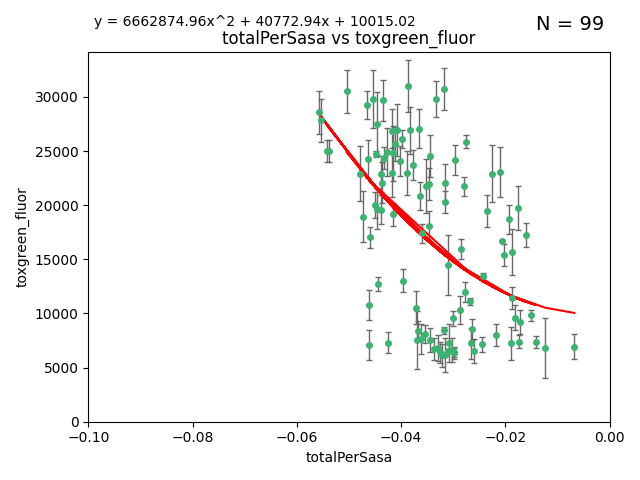 y = 6662874.96x^2 + 40772.94x + 10015.02
N = 99
totalPerSasa vs toxgreen_fluor
30000
25000
20000
15000
10000
5000
0
toxgreen_fluor
−0.10
−0.08
−0.06
−0.04
−0.02
0.00
totalPerSasa